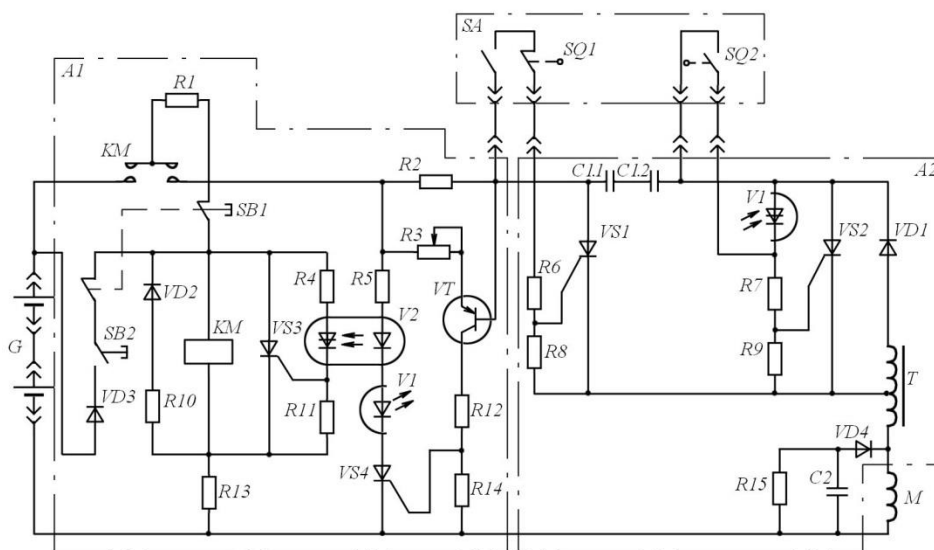 SA
SQ1
SQ2
A1
R1
KM
R2
C1.1
C1.2
A2
SB1
R3
VS1
V1
VS2
VD1
R4
R5
VT
R6
R7
VD2
KM
VS3
V2
SB2
R8
R9
T
G
VD3
R10
R11
V1
R12
VD4
R13
VS4
R14
R15
C2
M